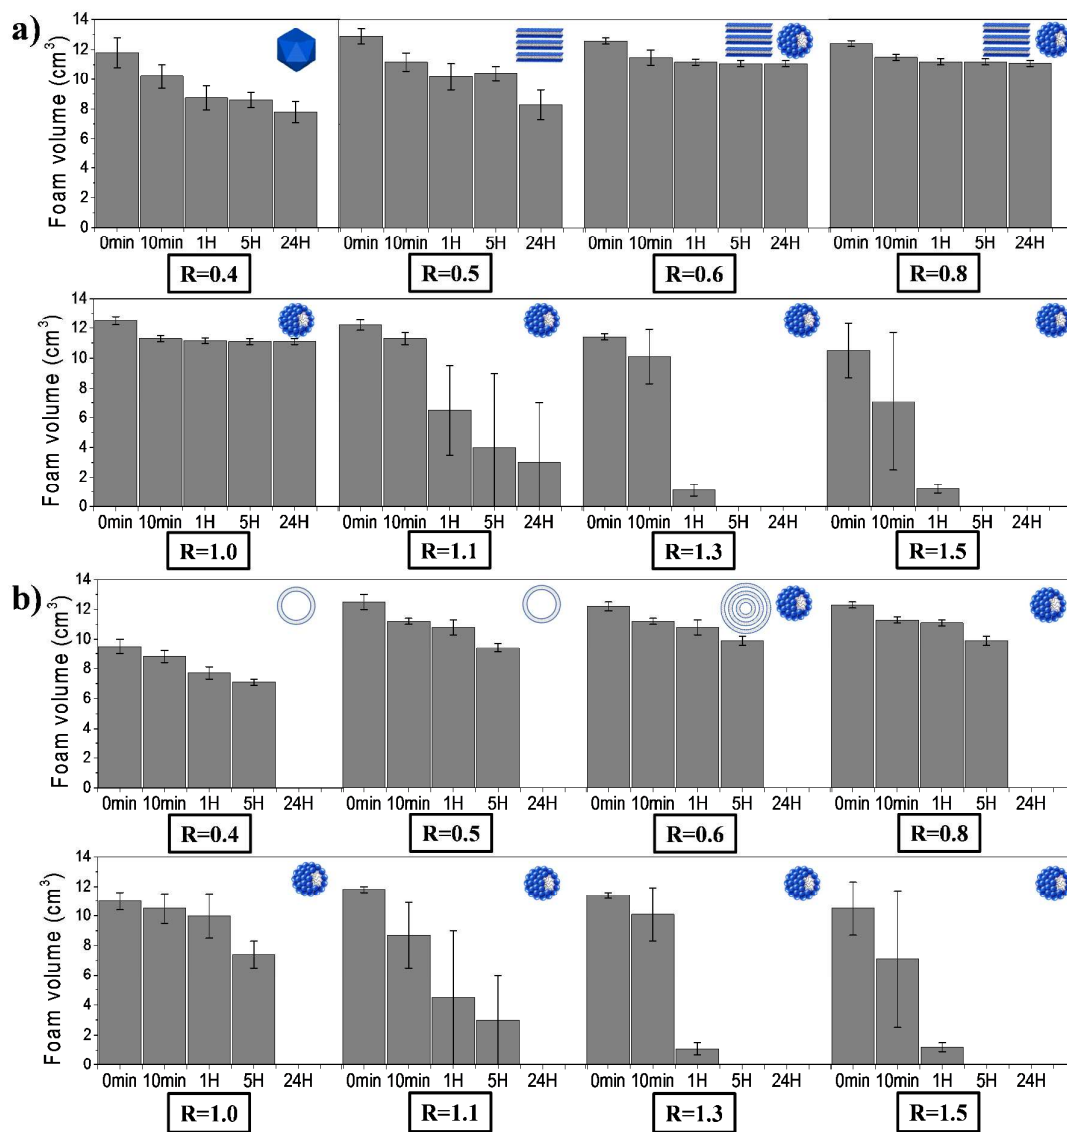 a)
Foam volume (cm³)
14
12
10
8
6
4
2
0
0min 10min 1H 5H 24H
0min 10min 1H 5H 24H
0min 10min 1H 5H 24H
0min 10min 1H 5H 24H
R=0.4 R=0.5 R=0.6 R=0.8
Foam volume (cm³)
14
12
10
8
6
4
2
0
0min 10min 1H 5H 24H
0min 10min 1H 5H 24H
0min 10min 1H 5H 24H
0min 10min 1H 5H 24H
R=1.0 R=1.1 R=1.3 R=1.5
b)
Foam volume (cm³)
14
12
10
8
6
4
2
0
0min 10min 1H 5H 24H
0min 10min 1H 5H 24H
0min 10min 1H 5H 24H
0min 10min 1H 5H 24H
R=0.4 R=0.5 R=0.6 R=0.8
Foam volume (cm³)
14
12
10
8
6
4
2
0
0min 10min 1H 5H 24H
0min 10min 1H 5H 24H
0min 10min 1H 5H 24H
0min 10min 1H 5H 24H
R=1.0 R=1.1 R=1.3 R=1.5